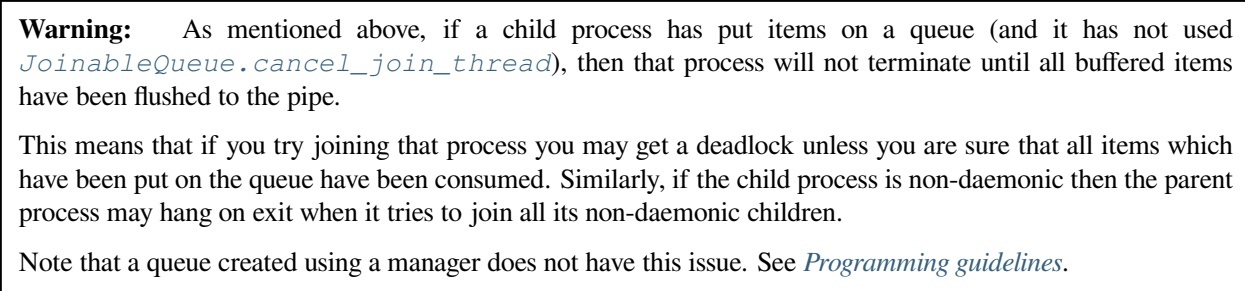 Warning: As mentioned above, if a child process has put items on a queue (and it has not used
JoinableQueue.cancel_join_thread), then that process will not terminate until all buffered items
have been flushed to the pipe.
This means that if you try joining that process you may get a deadlock unless you are sure that all items which
have been put on the queue have been consumed. Similarly, if the child process is non-daemonic then the parent
process may hang on exit when it tries to join all its non-daemonic children.
Note that a queue created using a manager does not have this issue. See Programming guidelines.